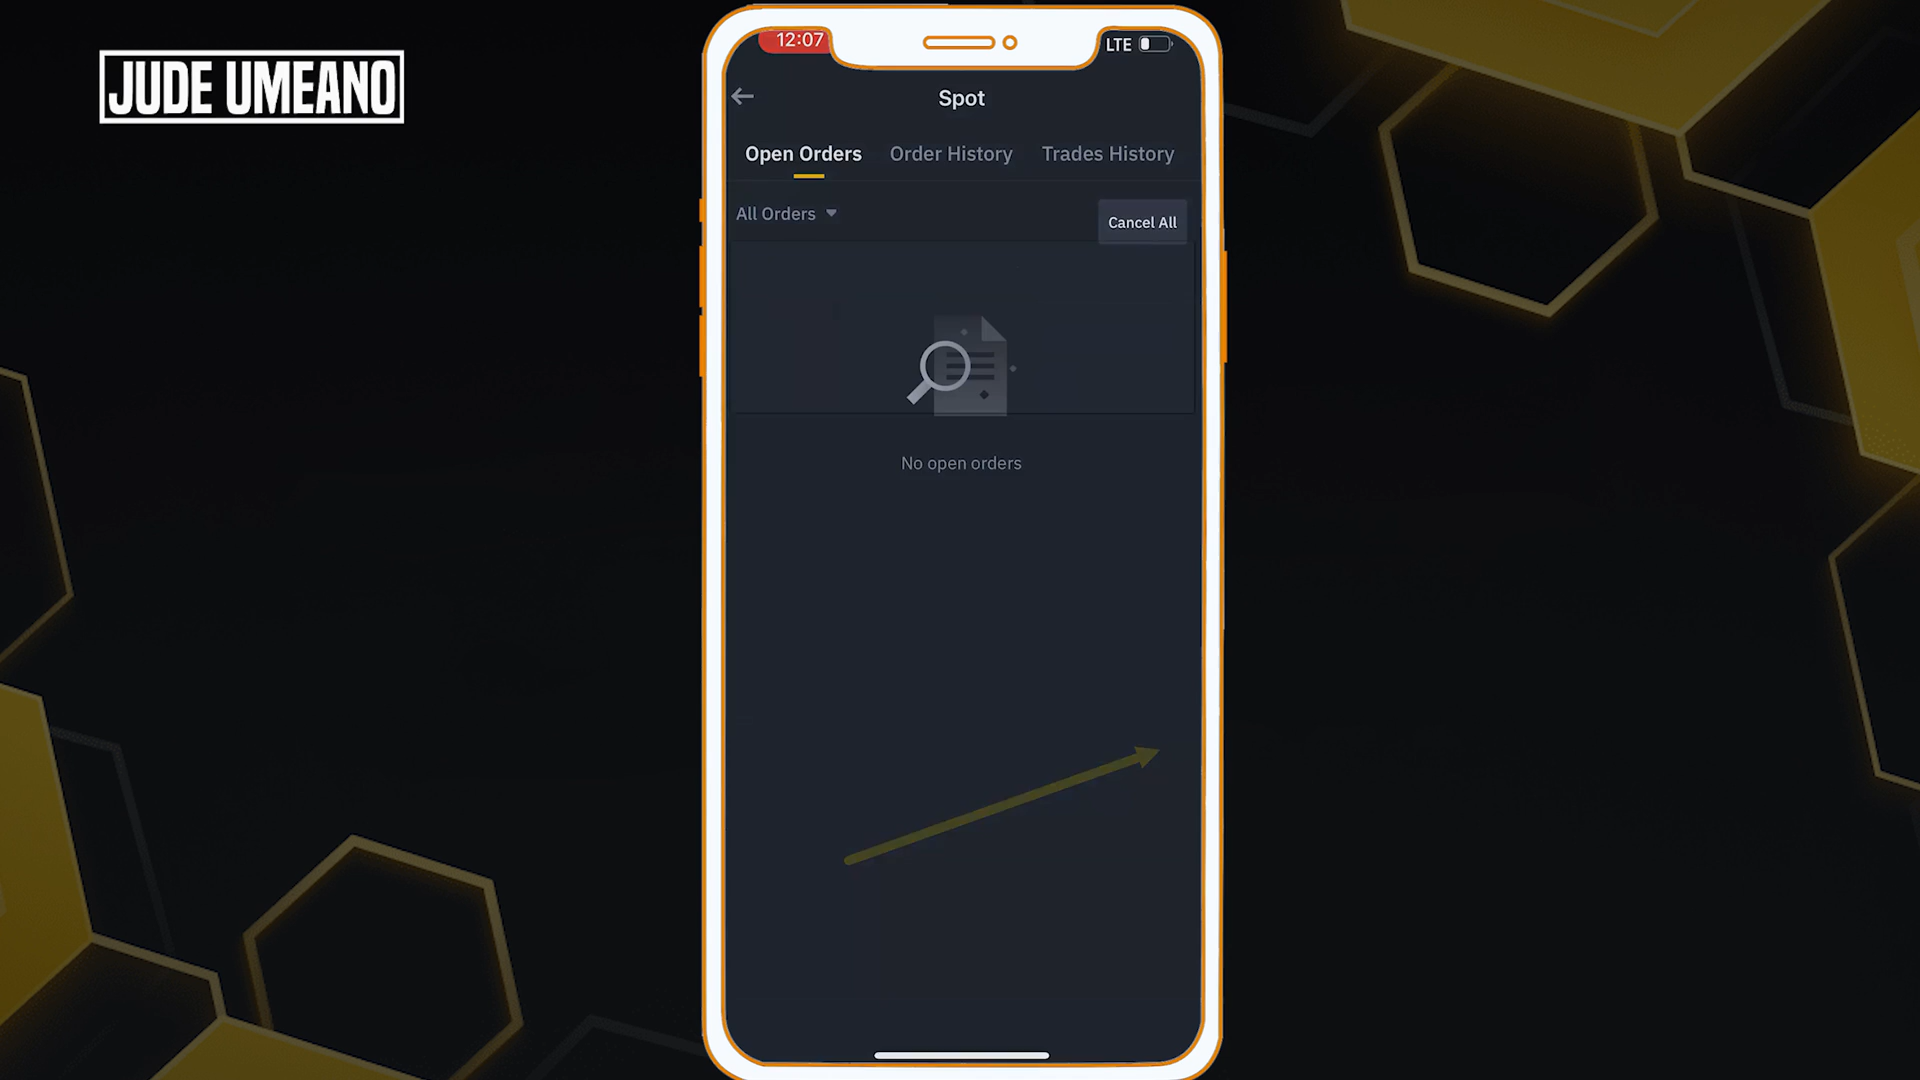 JUDE UMEANO
12:07
LTE
Spot
Open Orders Order History Trades History
All Orders
Cancel All
No open orders